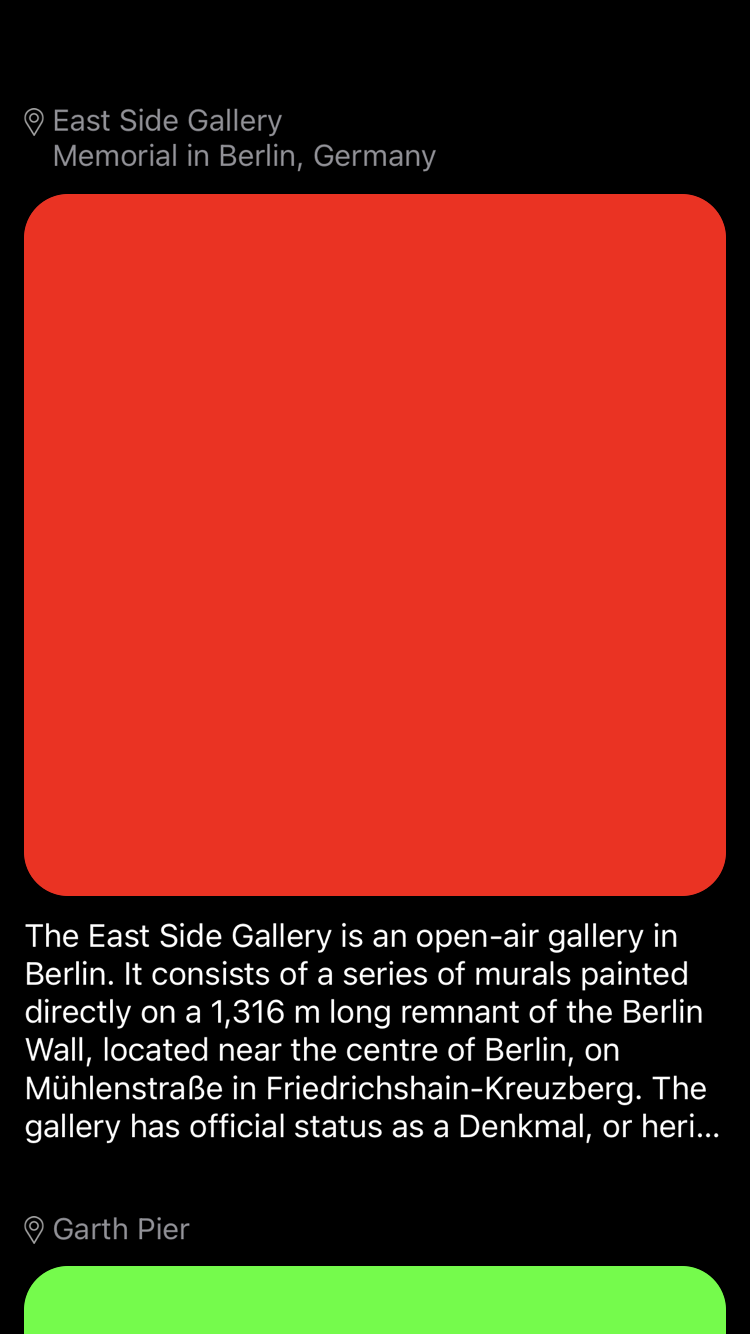 East Side Gallery
Memorial in Berlin, Germany
The East Side Gallery is an open-air gallery in
Berlin. It consists of a series of murals painted
directly on a 1,316 m long remnant of the Berlin
Wall, located near the centre of Berlin, on
Mühlenstraße in Friedrichshain-Kreuzberg. The
gallery has official status as a Denkmal, or heri...
Garth Pier